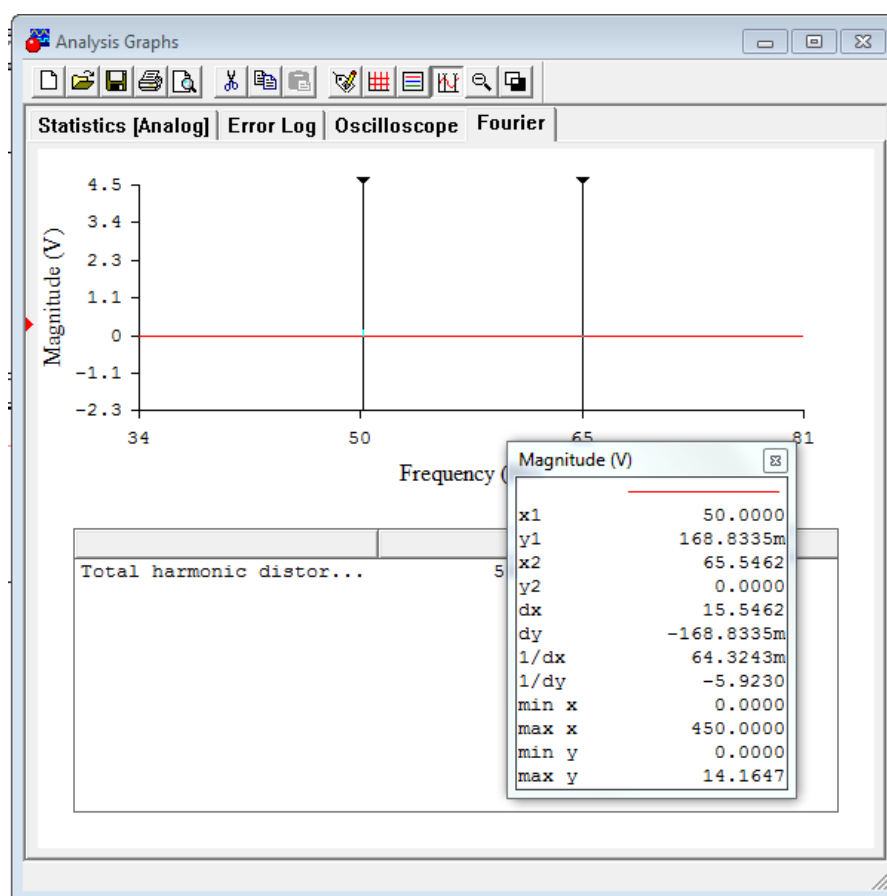 Analysis Graphs
Statistics [Analog] Error Log Oscilloscope Fourier
Magnitude (V)
4.5
3.4
2.3
1.1
0
-1.1
-2.3
34 50 65 81
Frequency (
Total harmonic distor... 5
Magnitude (V)
x1 50.0000
y1 168.8335m
x2 65.5462
y2 0.0000
dx 15.5462
dy -168.8335m
1/dx 64.3243m
1/dy -5.9230
min x 0.0000
max x 450.0000
min y 0.0000
max y 14.1647